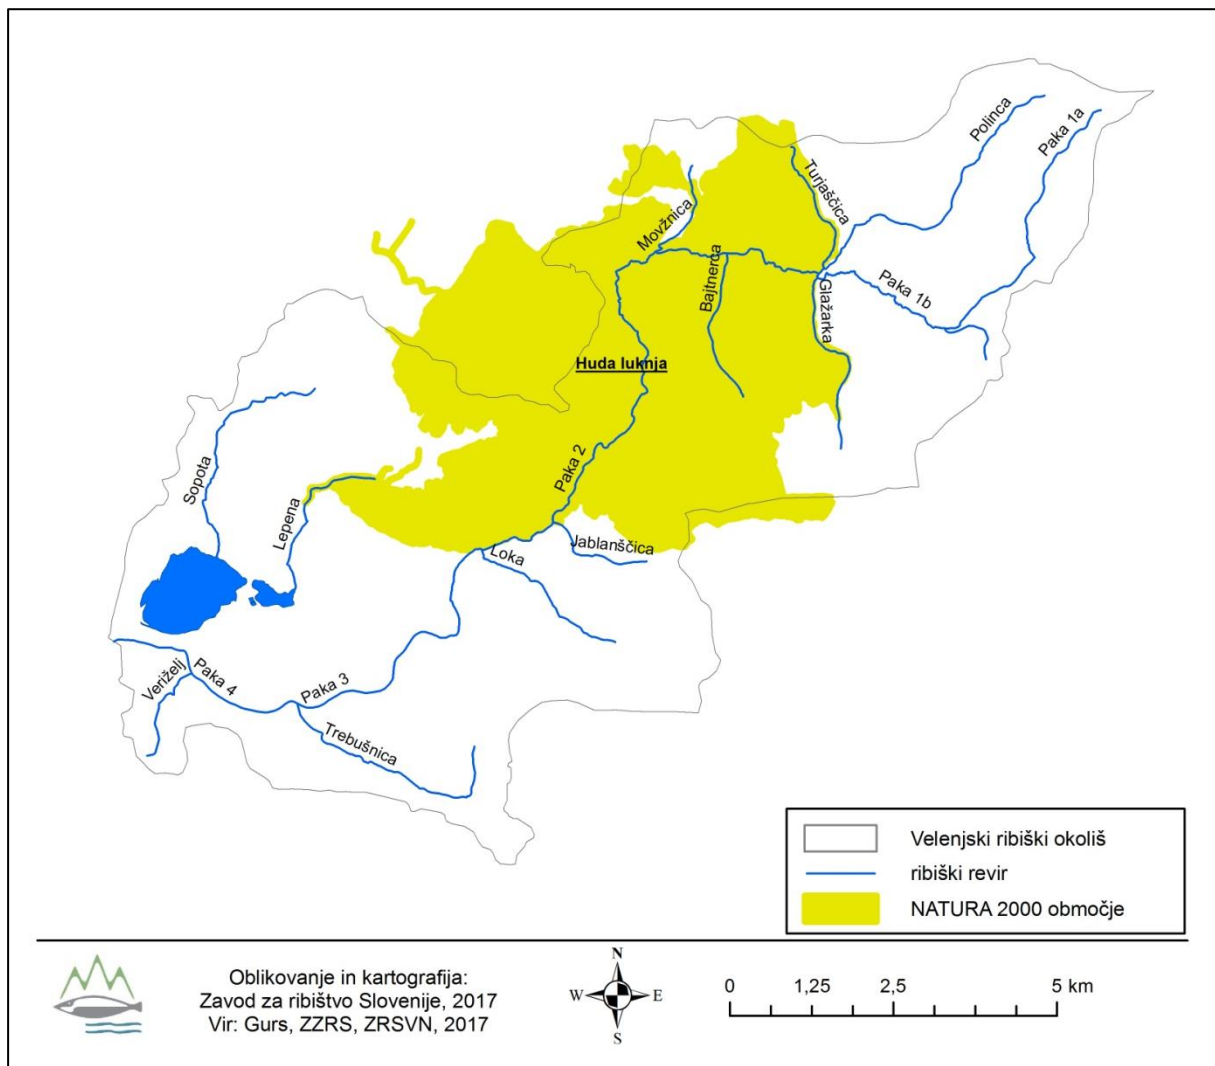 Polinca
Paka 1a
Turjaščica
Movžnica
Bajtnerca
Glažarka
Paka 1b
Huda luknja
Sopota
Paka 2
Lepena
Jablanščica
Loka
Veriželj
Paka 4
Paka 3
Trebušnica
Velenjski ribiški okoliš
ribiški revir
NATURA 2000 območje
Oblikovanje in kartografija:
Zavod za ribištvo Slovenije, 2017
Vir: Gurs, ZZRS, ZRSVN, 2017
N
W E
S
0 1,25 2,5 5 km